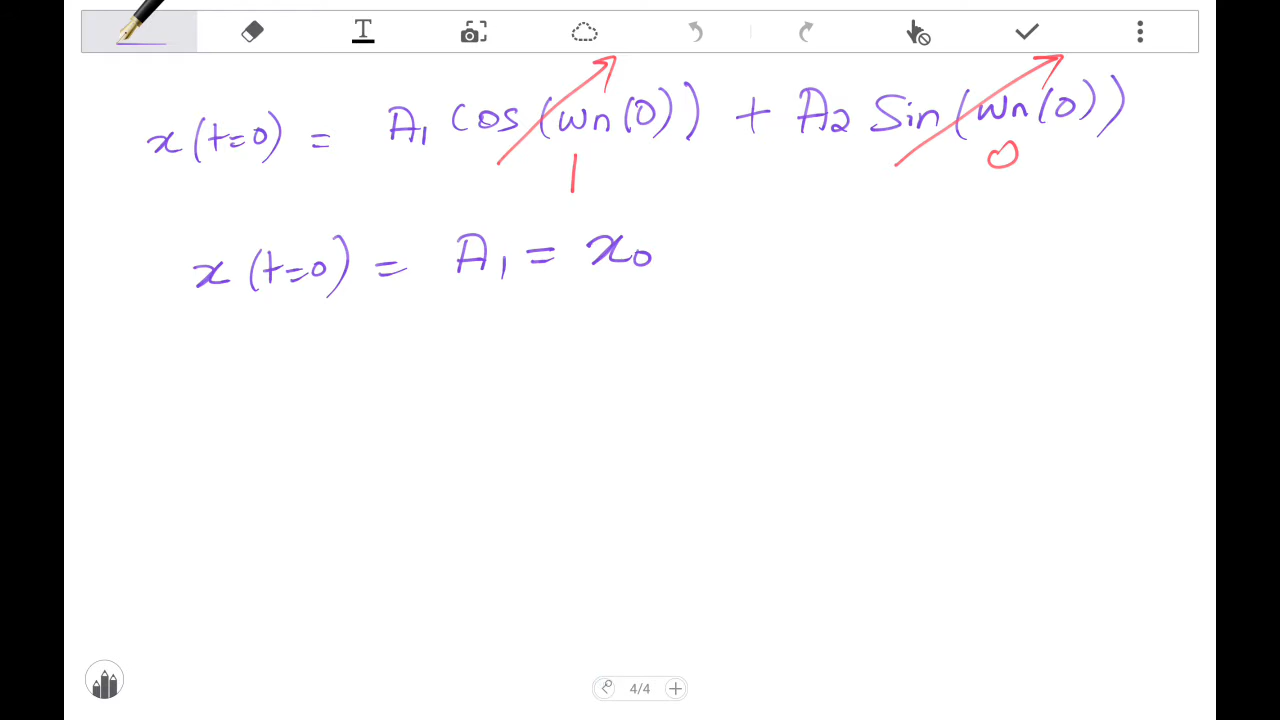 T
x(t=0) = A₁ Cos(wn(0)) + A₂ Sin(wn(0))
1 0
x(t=0) = A₁ = x₀
4/4